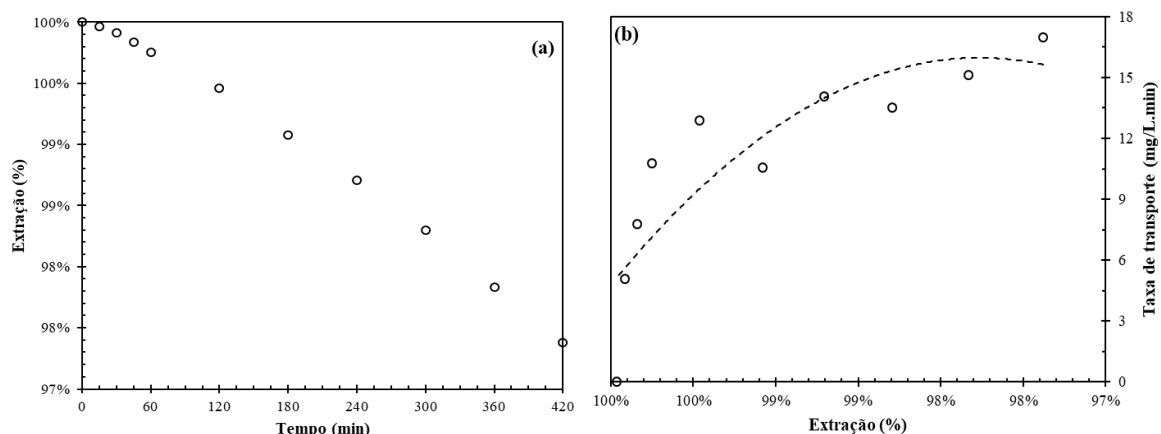 100%
100%
99%
99%
98%
98%
97%
Extração (%)
(a)
0 60 120 180 240 300 360 420
Tempo (min)
(b)
18
15
12
9
6
3
0
Taxa de transporte (mg/L.min)
100% 100% 99% 99% 98% 98% 97%
Extração (%)